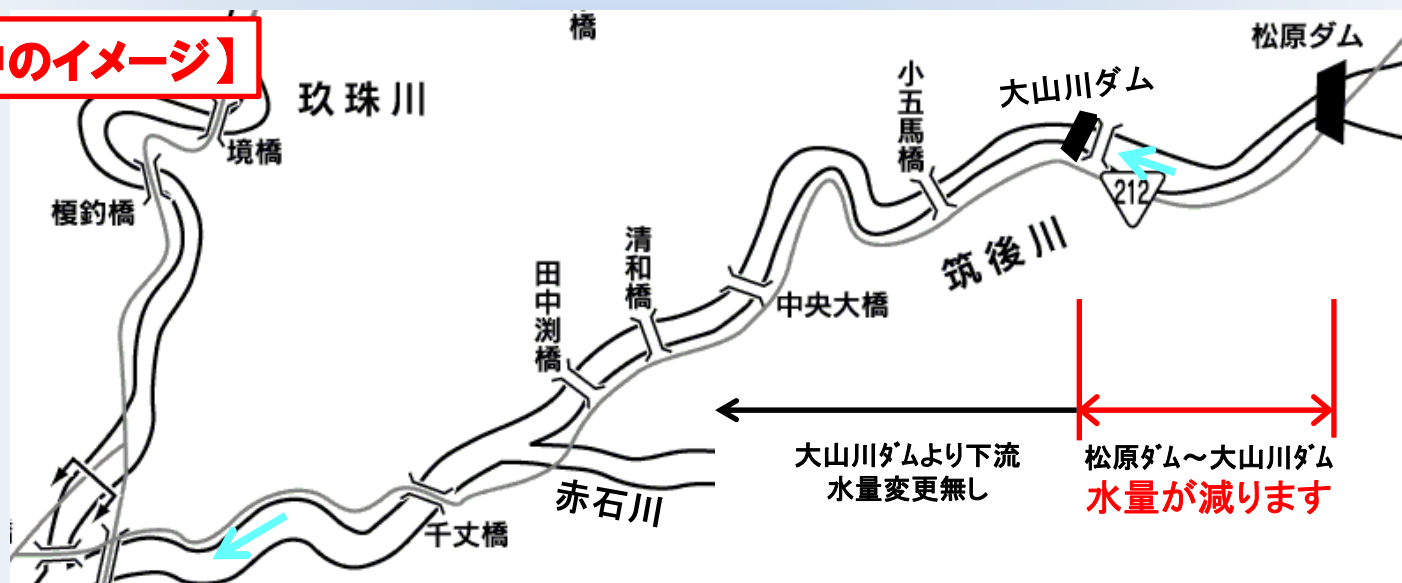 のイメージ】
橋
松原ダム
玖珠川
小五馬橋
大山川ダム
境橋
212
榎釣橋
清和橋
筑後川
田中渕橋
中央大橋
大山川ダムより下流
水量変更無し
松原ダム～大山川ダム
水量が減ります
赤石川
千丈橋